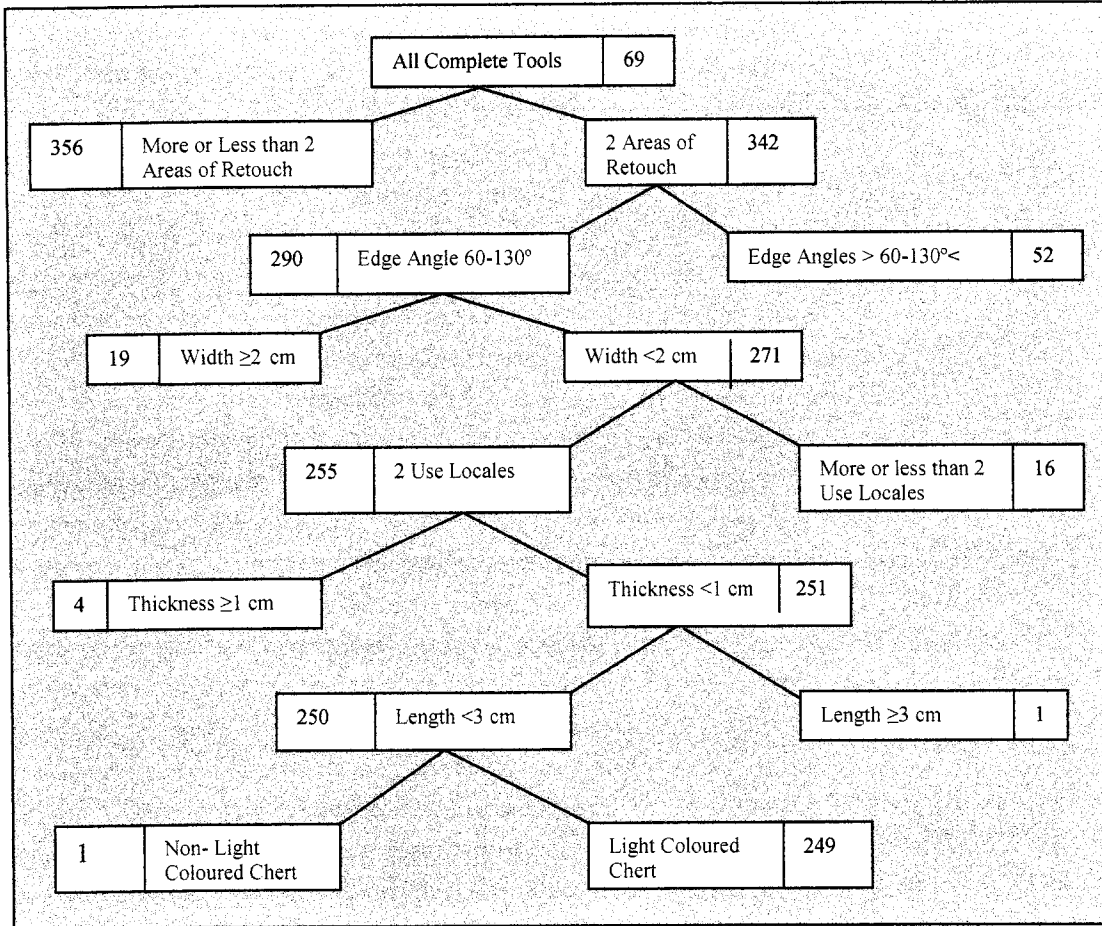 All Complete Tools 69
356 More or Less than 2
Areas of Retouch
2 Areas of 342
Retouch
290 Edge Angle 60-130º
Edge Angles > 60-130º< 52
19 Width ≥2 cm
Width <2 cm 271
255 2 Use Locales
More or less than 2 16
Use Locales
4 Thickness ≥1 cm
Thickness <1 cm 251
250 Length <3 cm
Length ≥3 cm 1
1 Non- Light
Coloured Chert
Light Coloured 249
Chert